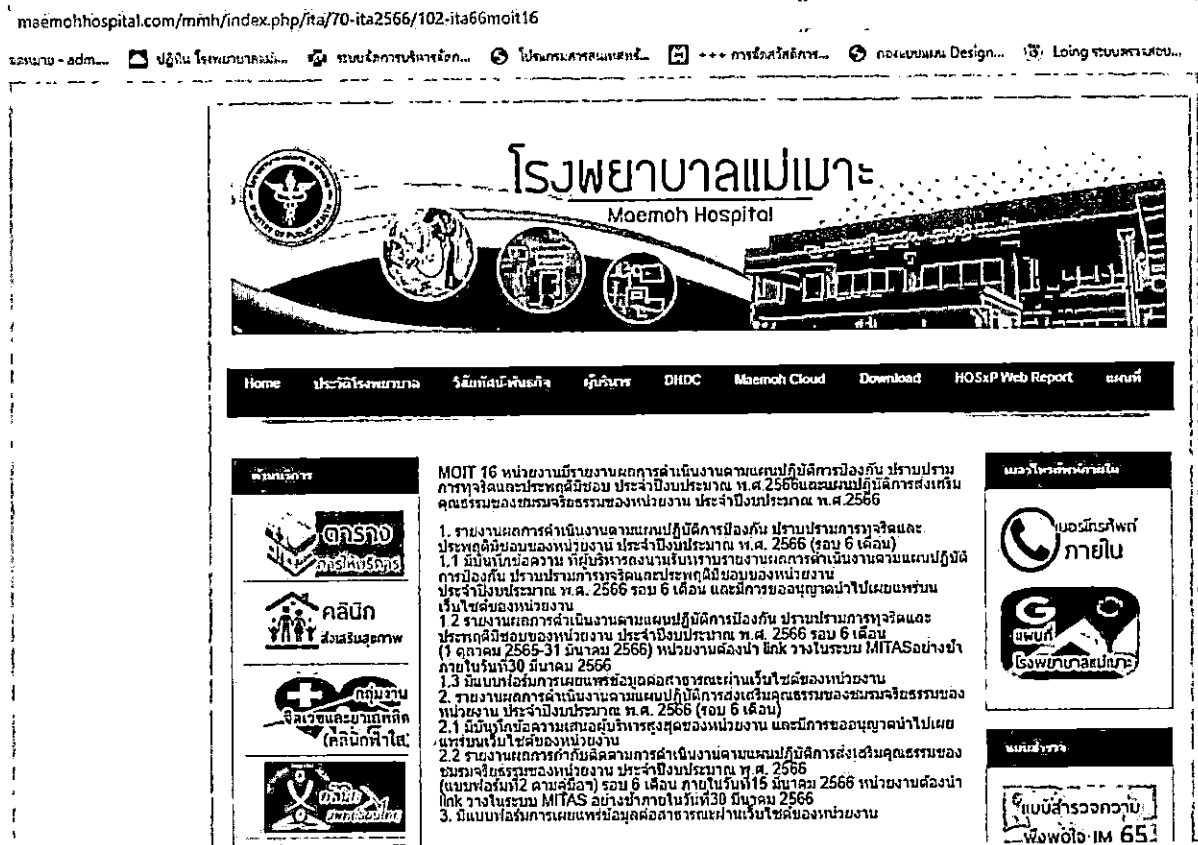 maemohhospital.com/mmh/index.php/ita/70-ita2566/102-ita66moit16
Design...
โรงพยาบาลแม่เมาะ
Maemoh Hospital
MINISTRY OF PUBLIC HEALTH
Home ประวัติโรงพยาบาล วิสัยทัศน์-พันธกิจ ผู้บริหาร DHDC Maemoh Cloud Download HOSxP Web Report แผนที่
ด้านบริการ
ตาราง
การให้บริการ
คลินิก
ส่งเสริมสุขภาพ
กลุ่มงาน
จิตเวชและยาเสพติด
(คลินิกฟ้าใส)
MOIT 16 หน่วยงานมีรายงานผลการดำเนินงานตามแผนปฏิบัติการป้องกัน ปราบปราม
การทุจริตและประพฤติมิชอบ ประจำปีงบประมาณ พ.ศ.2566และแผนปฏิบัติการส่งเสริม
คุณธรรมของชมรมจริยธรรมของหน่วยงาน ประจำปีงบประมาณ พ.ศ.2566
1. รายงานผลการดำเนินงานตามแผนปฏิบัติการป้องกัน ปราบปรามการทุจริตและ
ประพฤติมิชอบของหน่วยงาน ประจำปีงบประมาณ พ.ศ. 2566 (รอบ 6 เดือน)
1.1 มีบันทึกข้อความ ที่ผู้บริหารลงนามรับทราบรายงานผลการดำเนินงานตามแผนปฏิบัติ
การป้องกัน ปราบปรามการทุจริตและประพฤติมิชอบของหน่วยงาน
ประจำปีงบประมาณ พ.ศ. 2566 รอบ 6 เดือน และมีการขออนุญาตนำไปเผยแพร่บน
เว็บไซต์ของหน่วยงาน
1.2 รายงานผลการดำเนินงานตามแผนปฏิบัติการป้องกัน ปราบปรามการทุจริตและ
ประพฤติมิชอบของหน่วยงาน ประจำปีงบประมาณ พ.ศ. 2566 รอบ 6 เดือน
(1 ตุลาคม 2565-31 มีนาคม 2566) หน่วยงานต้องนำ link วางในระบบ MITASอย่างช้า
ภายในวันที่30 มีนาคม 2566
1.3 มีแบบฟอร์มการเผยแพร่ข้อมูลต่อสาธารณะผ่านเว็บไซต์ของหน่วยงาน
2. รายงานผลการดำเนินงานตามแผนปฏิบัติการส่งเสริมคุณธรรมของชมรมจริยธรรมของ
หน่วยงาน ประจำปีงบประมาณ พ.ศ. 2566 (รอบ 6 เดือน)
2.1 มีบันทึกข้อความเสนอผู้บริหารสูงสุดของหน่วยงาน และมีการขออนุญาตนำไปเผย
แพร่บนเว็บไซต์ของหน่วยงาน
2.2 รายงานผลการกำกับติดตามการดำเนินงานตามแผนปฏิบัติการส่งเสริมคุณธรรมของ
ชมรมจริยธรรมของหน่วยงาน ประจำปีงบประมาณ พ.ศ. 2566
(แบบฟอร์มที่2 ตามคู่มือฯ) รอบ 6 เดือน ภายในวันที่15 มีนาคม 2566 หน่วยงานต้องนำ
link วางในระบบ MITAS อย่างช้าภายในวันที่30 มีนาคม 2566
3. มีแบบฟอร์มการเผยแพร่ข้อมูลต่อสาธารณะผ่านเว็บไซต์ของหน่วยงาน
เบอร์โทรศัพท์ภายใน
เบอร์โทรศัพท์
ภายใน
แผนที่
โรงพยาบาลแม่เมาะ
แบบสำรวจ
แบบสำรวจความ
พึงพอใจ IM 65